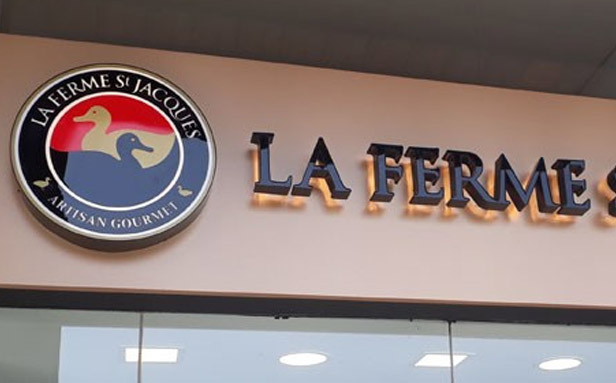 LA FERME St JACQUES
ARTISAN GOURMET
LA FERME S